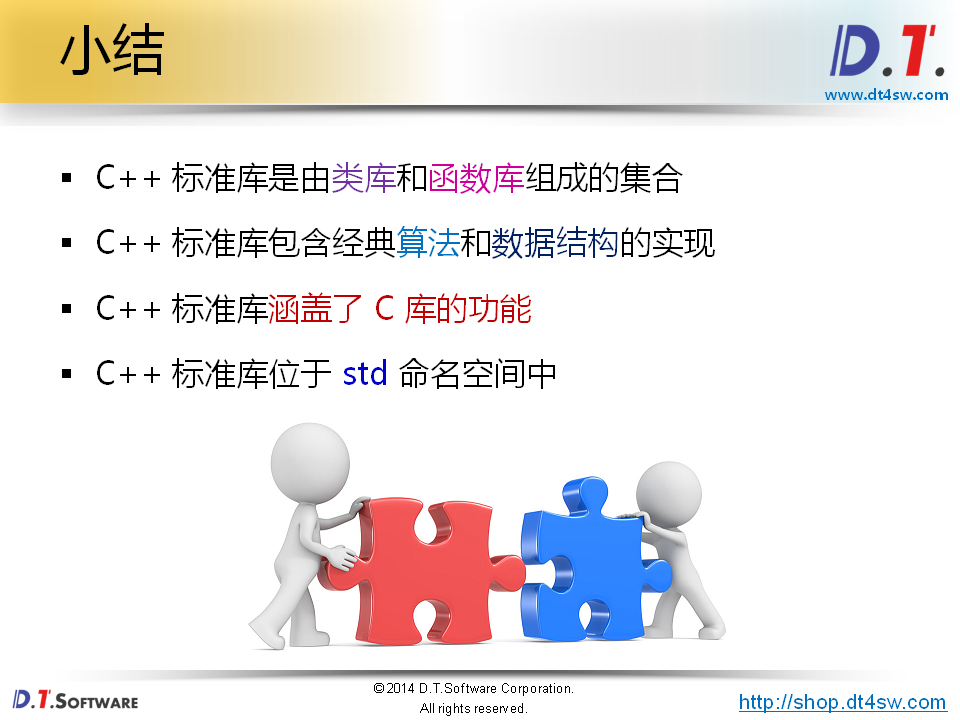 小结
D.T.
www.dt4sw.com
▪ C++ 标准库是由类库和函数库组成的集合
▪ C++ 标准库包含经典算法和数据结构的实现
▪ C++ 标准库涵盖了 C 库的功能
▪ C++ 标准库位于 std 命名空间中
D.T.SOFTWARE
©2014 D.T.Software Corporation.
All rights reserved.
http://shop.dt4sw.com